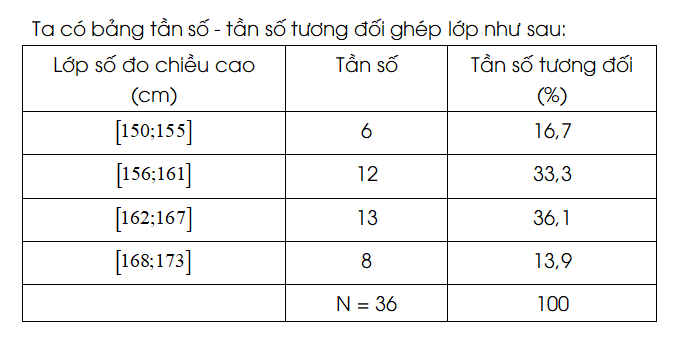 Ta có bảng tần số - tần số tương đối ghép lớp như sau:
Lớp số đo chiều cao (cm) Tần số Tần số tương đối (%)
[150;155] 6 16,7
[156;161] 12 33,3
[162;167] 13 36,1
[168;173] 8 13,9
N = 36 100